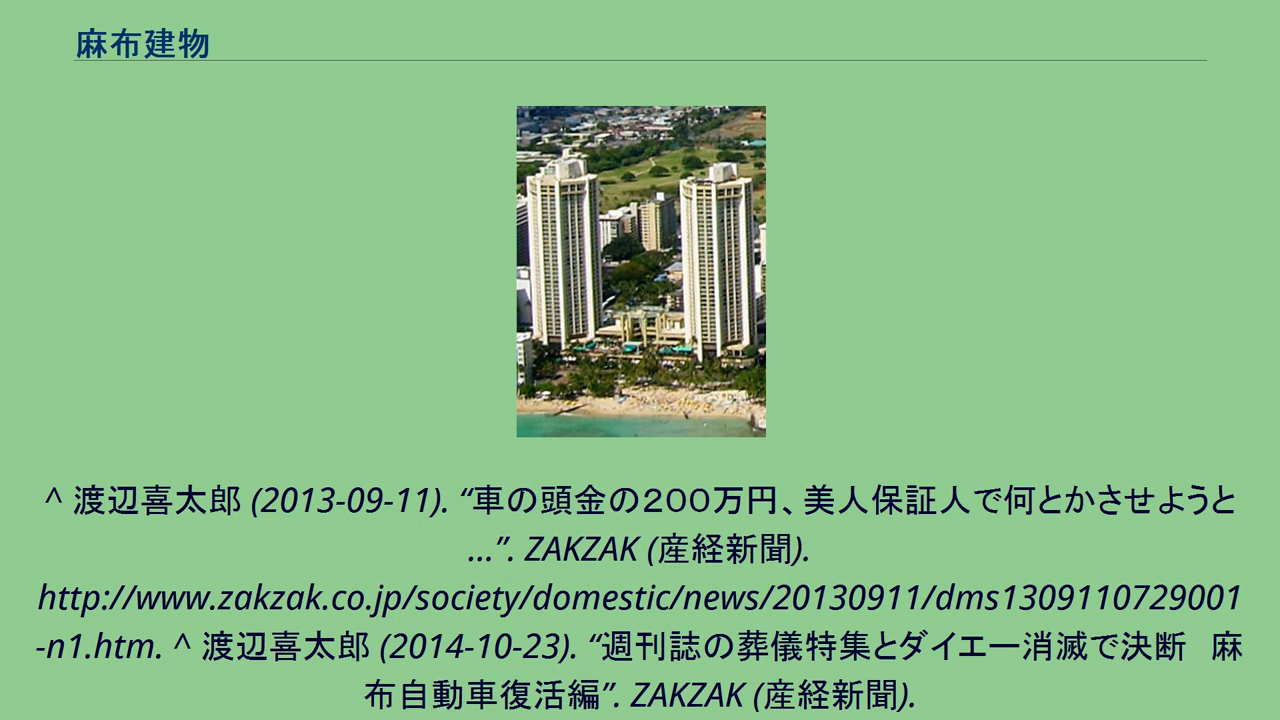 麻布建物
^ 渡辺喜太郎 (2013-09-11). “車の頭金の２００万円、美人保証人で何とかさせようと
…”. ZAKZAK (産経新聞).
http://www.zakzak.co.jp/society/domestic/news/20130911/dms1309110729001
-n1.htm. ^ 渡辺喜太郎 (2014-10-23). “週刊誌の葬儀特集とダイエー消滅で決断　麻
布自動車復活編”. ZAKZAK (産経新聞).